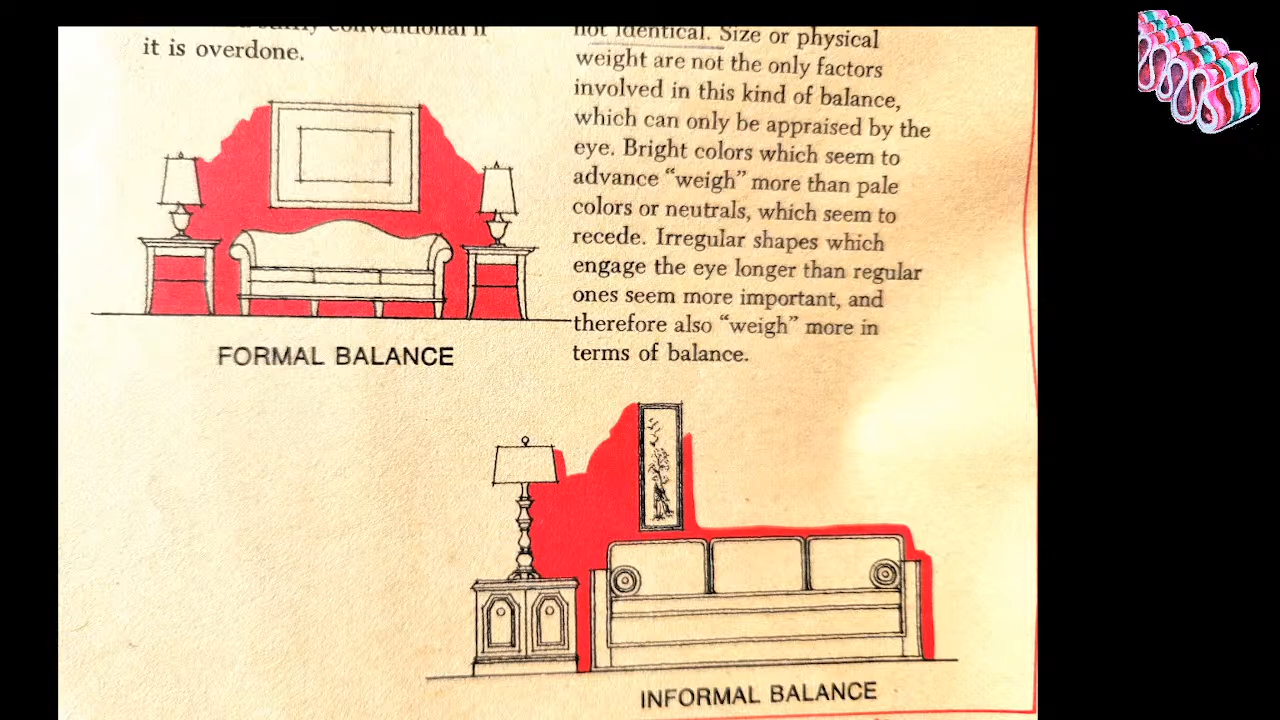 it is overdone.
FORMAL BALANCE
not identical. Size or physical
weight are not the only factors
involved in this kind of balance,
which can only be appraised by the
eye. Bright colors which seem to
advance “weigh” more than pale
colors or neutrals, which seem to
recede. Irregular shapes which
engage the eye longer than regular
ones seem more important, and
therefore also “weigh” more in
terms of balance.
INFORMAL BALANCE